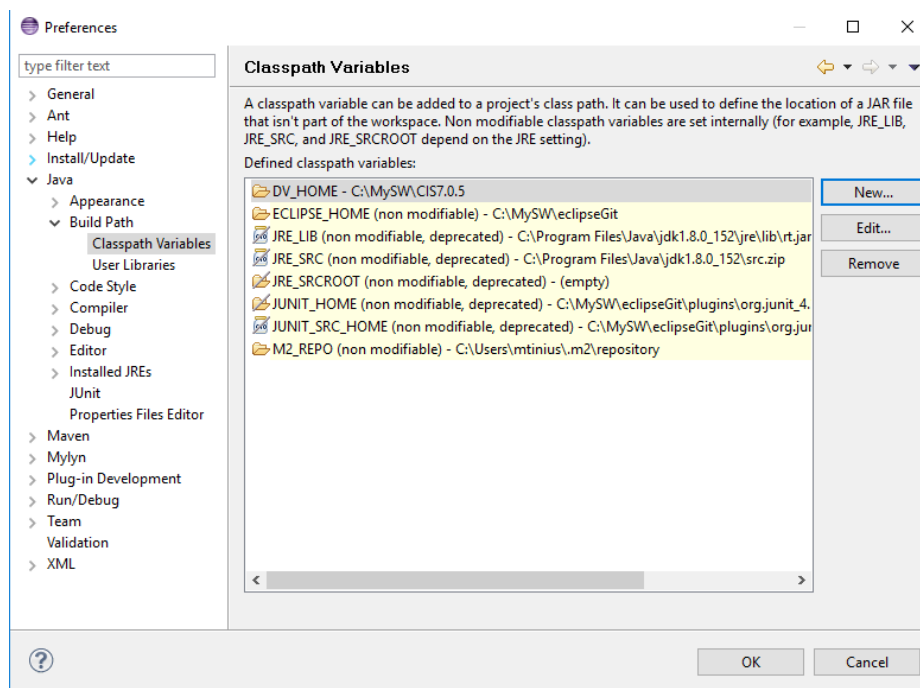 Preferences
type filter text
General
Ant
Help
Install/Update
Java
Appearance
Build Path
Classpath Variables
User Libraries
Code Style
Compiler
Debug
Editor
Installed JREs
JUnit
Properties Files Editor
Maven
Mylyn
Plug-in Development
Run/Debug
Team
Validation
XML
Classpath Variables
A classpath variable can be added to a project's class path. It can be used to define the location of a JAR file
that isn't part of the workspace. Non modifiable classpath variables are set internally (for example, JRE_LIB,
JRE_SRC, and JRE_SRCROOT depend on the JRE setting).
Defined classpath variables:
DV_HOME - C:\MySW\CIS7.0.5
ECLIPSE_HOME (non modifiable) - C:\MySW\eclipseGit
JRE_LIB (non modifiable, deprecated) - C:\Program Files\Java\jdk1.8.0_152\jre\lib\rt.jar
JRE_SRC (non modifiable, deprecated) - C:\Program Files\Java\jdk1.8.0_152\src.zip
JRE_SRCROOT (non modifiable, deprecated) - (empty)
JUNIT_HOME (non modifiable, deprecated) - C:\MySW\eclipseGit\plugins\org.junit_4.
JUNIT_SRC_HOME (non modifiable, deprecated) - C:\MySW\eclipseGit\plugins\org.jun
M2_REPO (non modifiable) - C:\Users\mtinius\.m2\repository
New...
Edit...
Remove
OK
Cancel